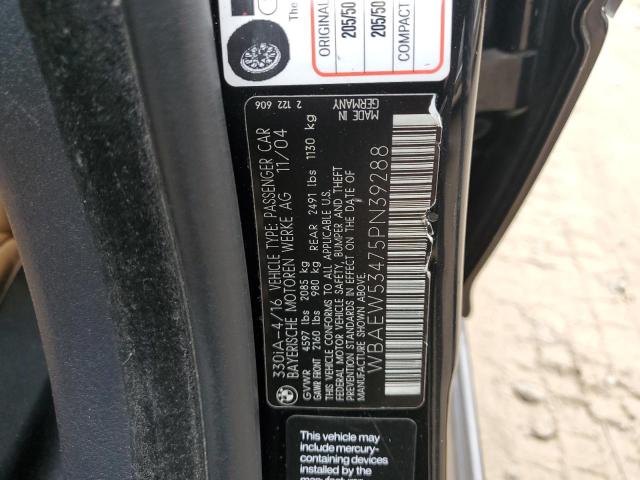 The
ORIGINAL
205/50
205/50
COMPACT
330iA-4/16 VEHICLE TYPE: PASSENGER CAR 2 122 606
BAYERISCHE MOTOREN WERKE AG 11/04 GERMANY
GVWR 4597 lbs 2085 kg
GAWR FRONT 2160 lbs 980 kg REAR 2491 lbs 1130 kg
THIS VEHICLE CONFORMS TO ALL APPLICABLE U.S.
FEDERAL MOTOR VEHICLE SAFETY, BUMPER AND THEFT
PREVENTION STANDARDS IN EFFECT ON THE DATE OF
MANUFACTURE SHOWN ABOVE.
WBAEW53475PN39288
This vehicle may
include mercury-
containing devices
installed by the